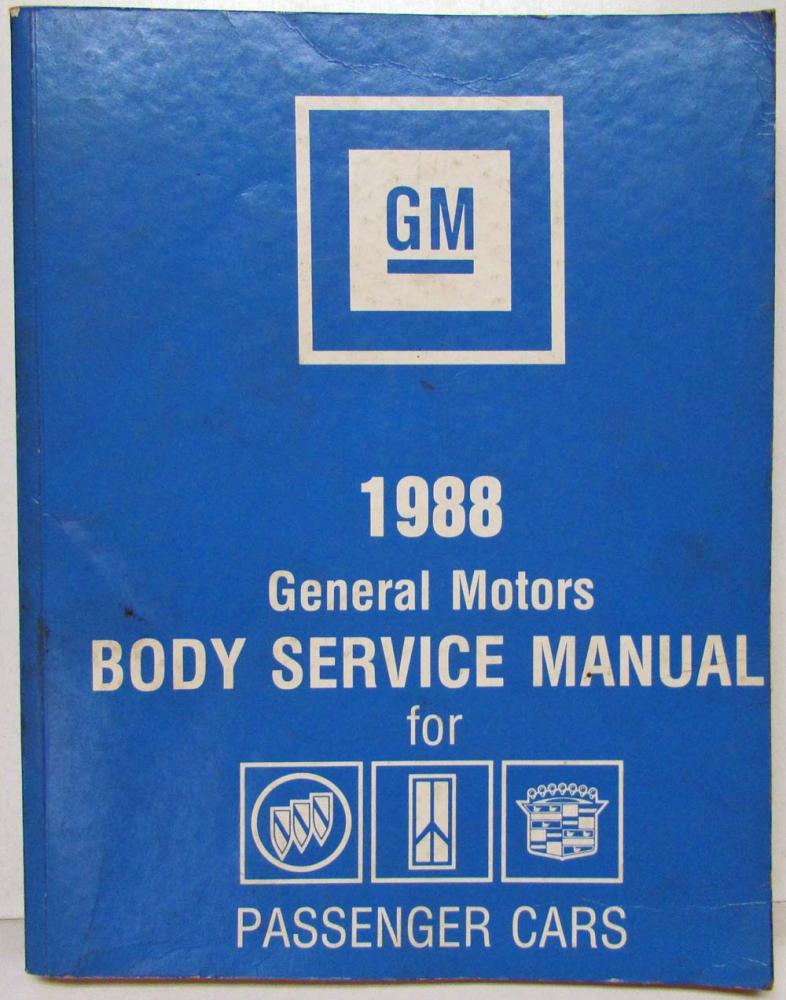 GM
1988
General Motors
BODY SERVICE MANUAL
for
PASSENGER CARS